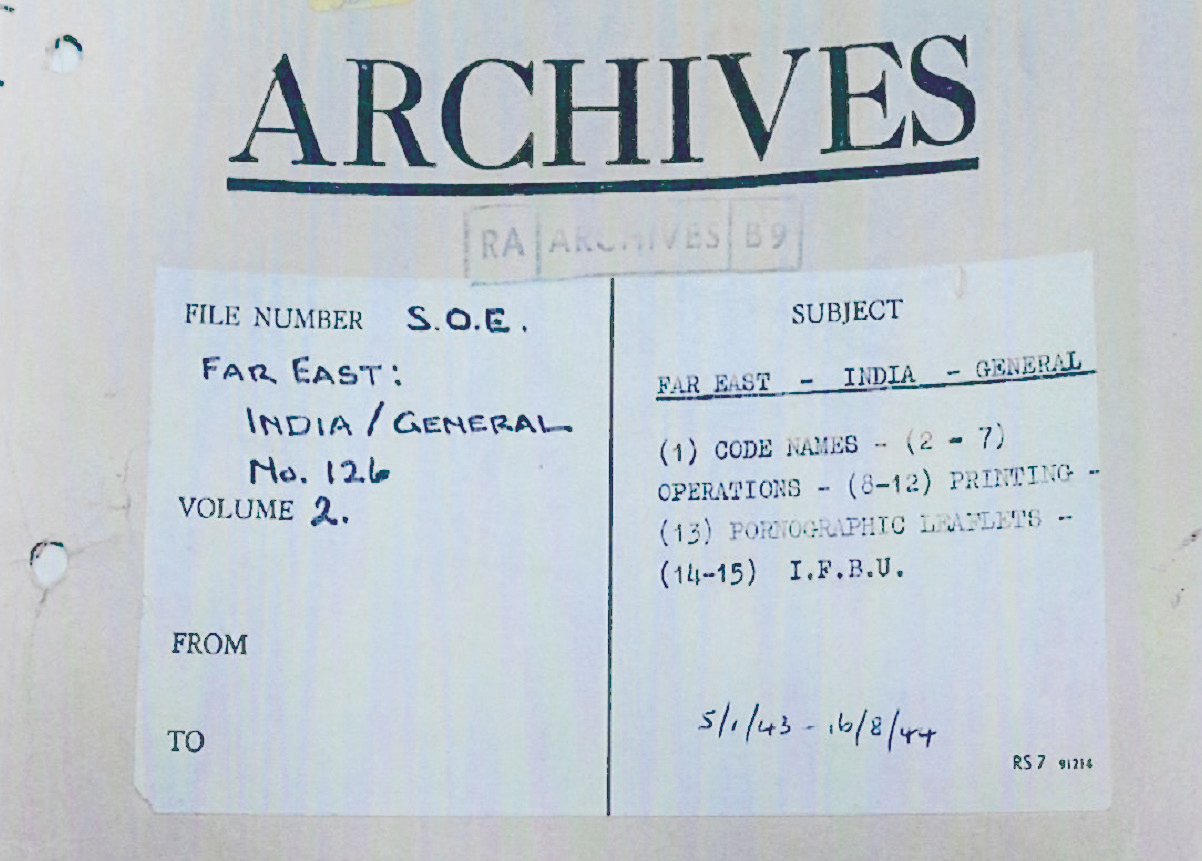 ARCHIVES
RA ARCHIVES B9
FILE NUMBER S.O.E.
FAR EAST:
INDIA / GENERAL
No. 126
VOLUME 2.
FROM
TO
SUBJECT
FAR EAST - INDIA - GENERAL
(1) CODE NAMES - (2 - 7)
OPERATIONS - (8-12) PRINTING -
(13) PORNOGRAPHIC LEAFLETS -
(14-15) I.F.B.U.
5/1/43 - 16/8/44
RS 7